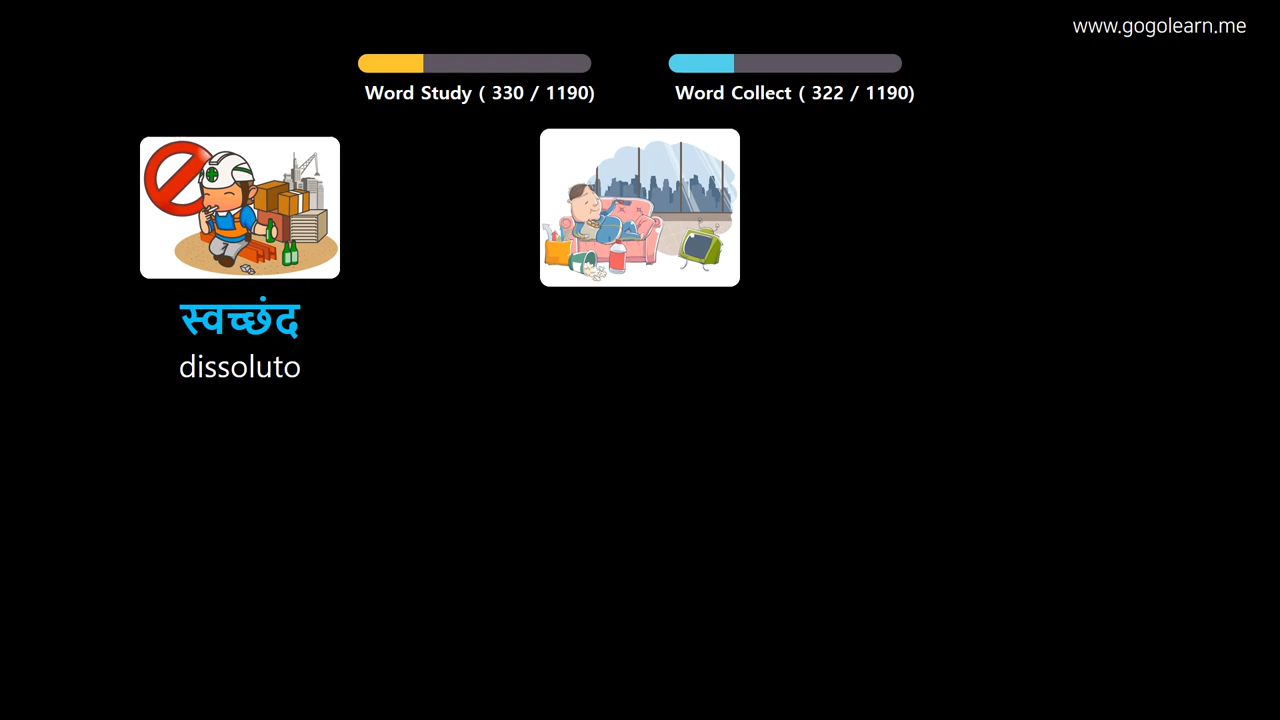 www.gogolearn.me
Word Study ( 330 / 1190)
Word Collect ( 322 / 1190)
स्वच्छंद
dissoluto